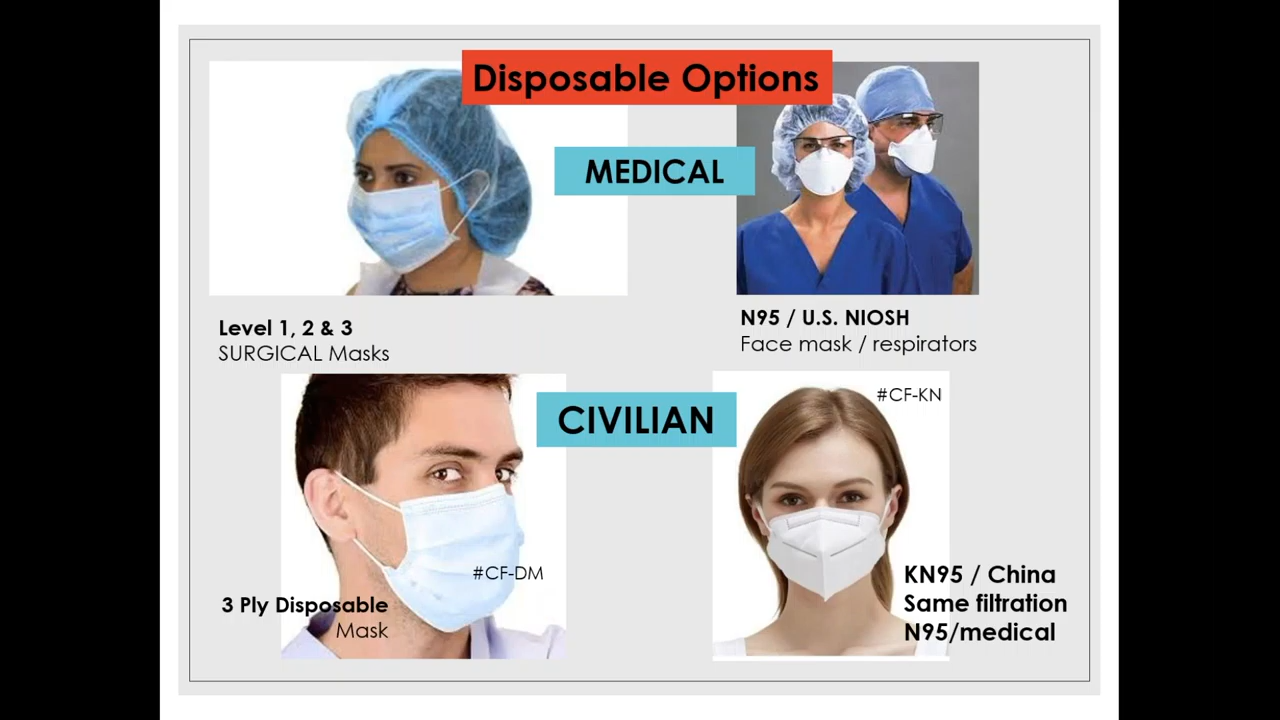 Disposable Options
MEDICAL
Level 1, 2 & 3
SURGICAL Masks
N95 / U.S. NIOSH
Face mask / respirators
CIVILIAN
#CF-DM
3 Ply Disposable
Mask
#CF-KN
KN95 / China
Same filtration
N95/medical